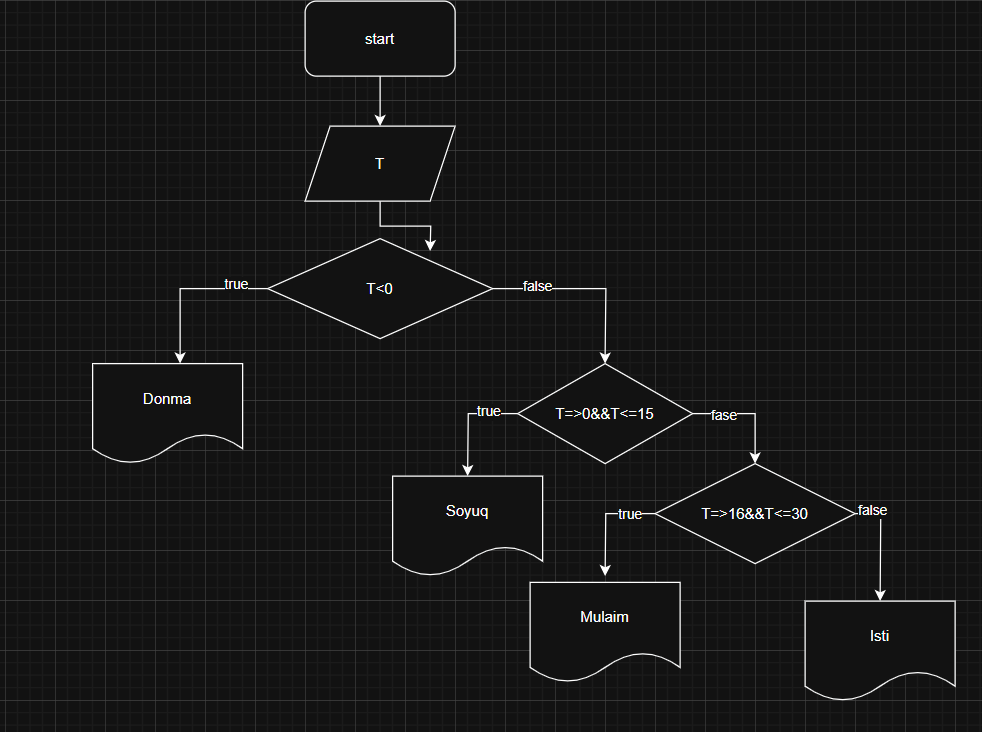 start
T
T<0
true
false
Donma
T=>0&&T<=15
true
fase
Soyuq
T=>16&&T<=30
true
false
Mulaim
Isti